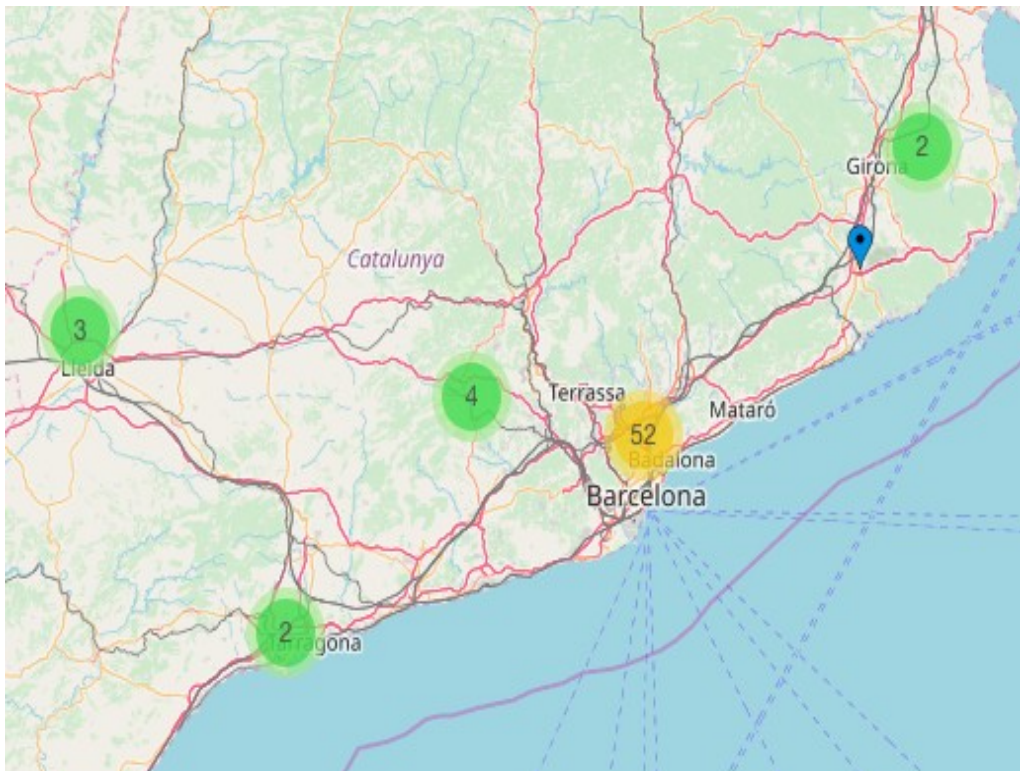 2
Girona
Catalunya
3
Lleida
4
Terrassa
Mataró
52
Badalona
Barcelona
2
Tarragona